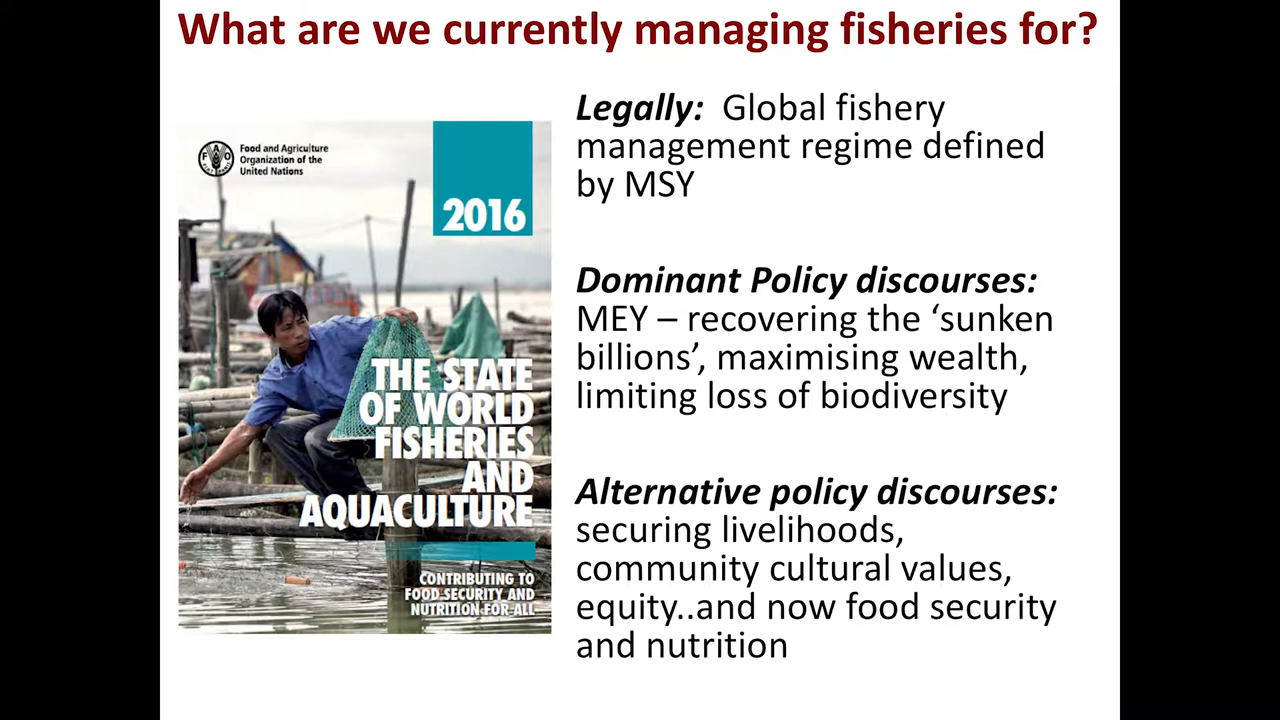 What are we currently managing fisheries for?
Food and Agriculture
Organization of the
United Nations
2016
THE STATE
OF WORLD
FISHERIES
AND
AQUACULTURE
CONTRIBUTING TO
FOOD SECURITY AND
NUTRITION FOR ALL
Legally: Global fishery
management regime defined
by MSY
Dominant Policy discourses:
MEY – recovering the ‘sunken
billions’, maximising wealth,
limiting loss of biodiversity
Alternative policy discourses:
securing livelihoods,
community cultural values,
equity..and now food security
and nutrition